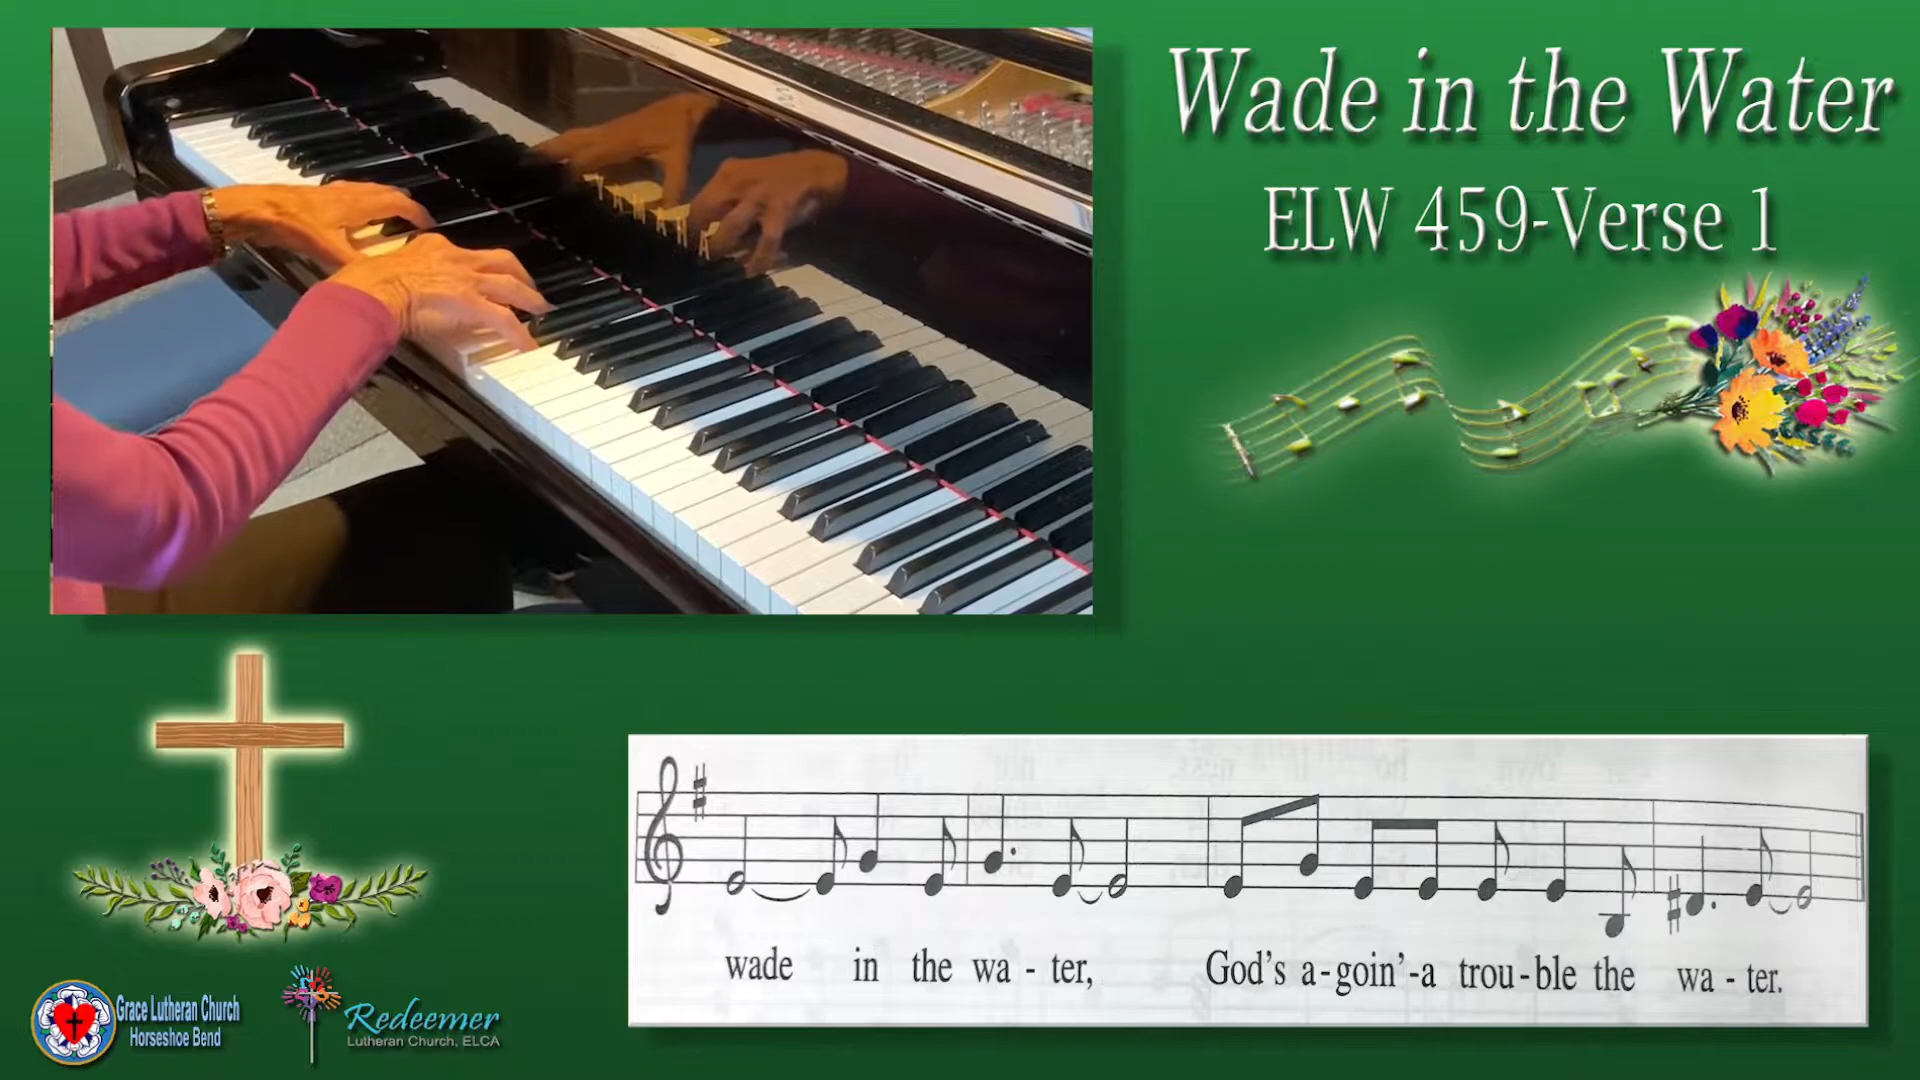 Wade in the Water
ELW 459-Verse 1
wade in the wa - ter, God's a-goin'-a trou-ble the wa - ter.
Grace Lutheran Church
Horseshoe Bend
Redeemer
Lutheran Church, ELCA